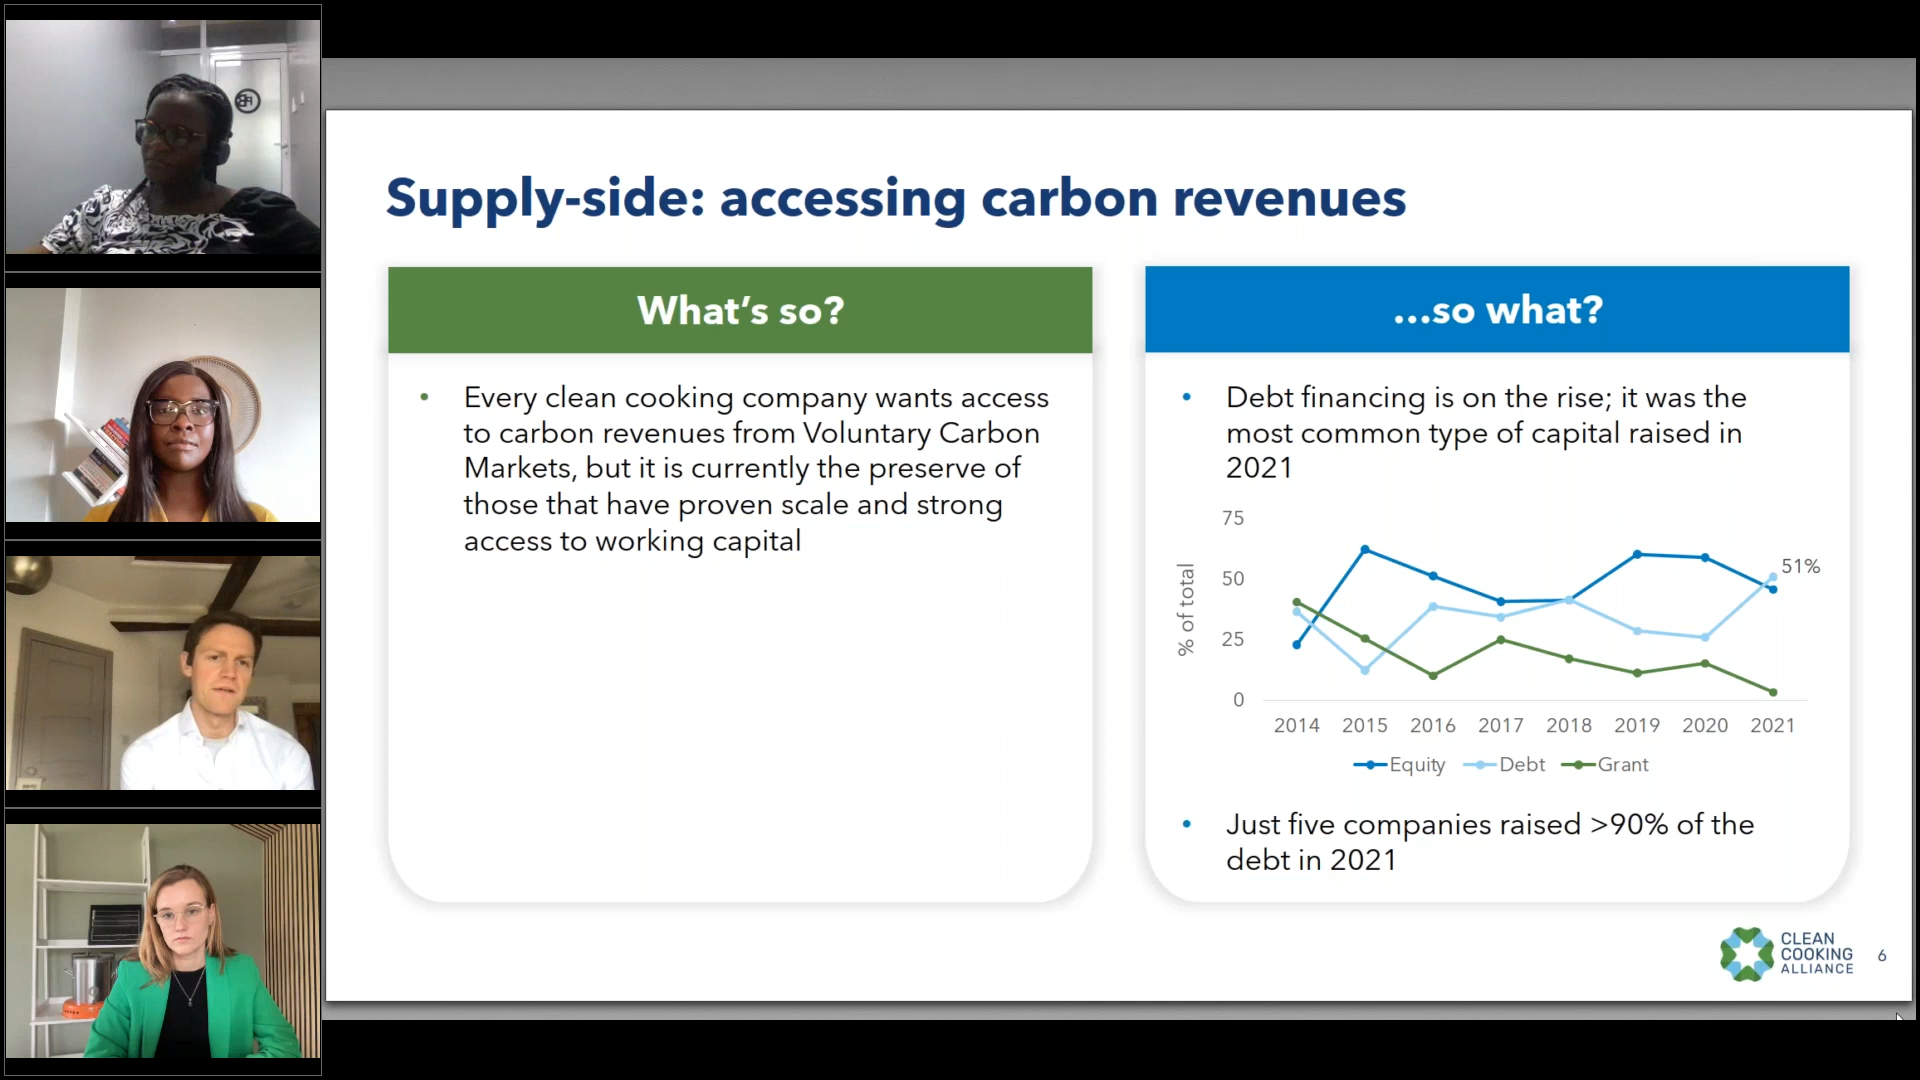 Supply-side: accessing carbon revenues
What's so?
• Every clean cooking company wants access
to carbon revenues from Voluntary Carbon
Markets, but it is currently the preserve of
those that have proven scale and strong
access to working capital
...so what?
• Debt financing is on the rise; it was the
most common type of capital raised in
2021
75
50
25
0
% of total
51%
2014 2015 2016 2017 2018 2019 2020 2021
Equity Debt Grant
• Just five companies raised >90% of the
debt in 2021
CLEAN
COOKING
ALLIANCE
6